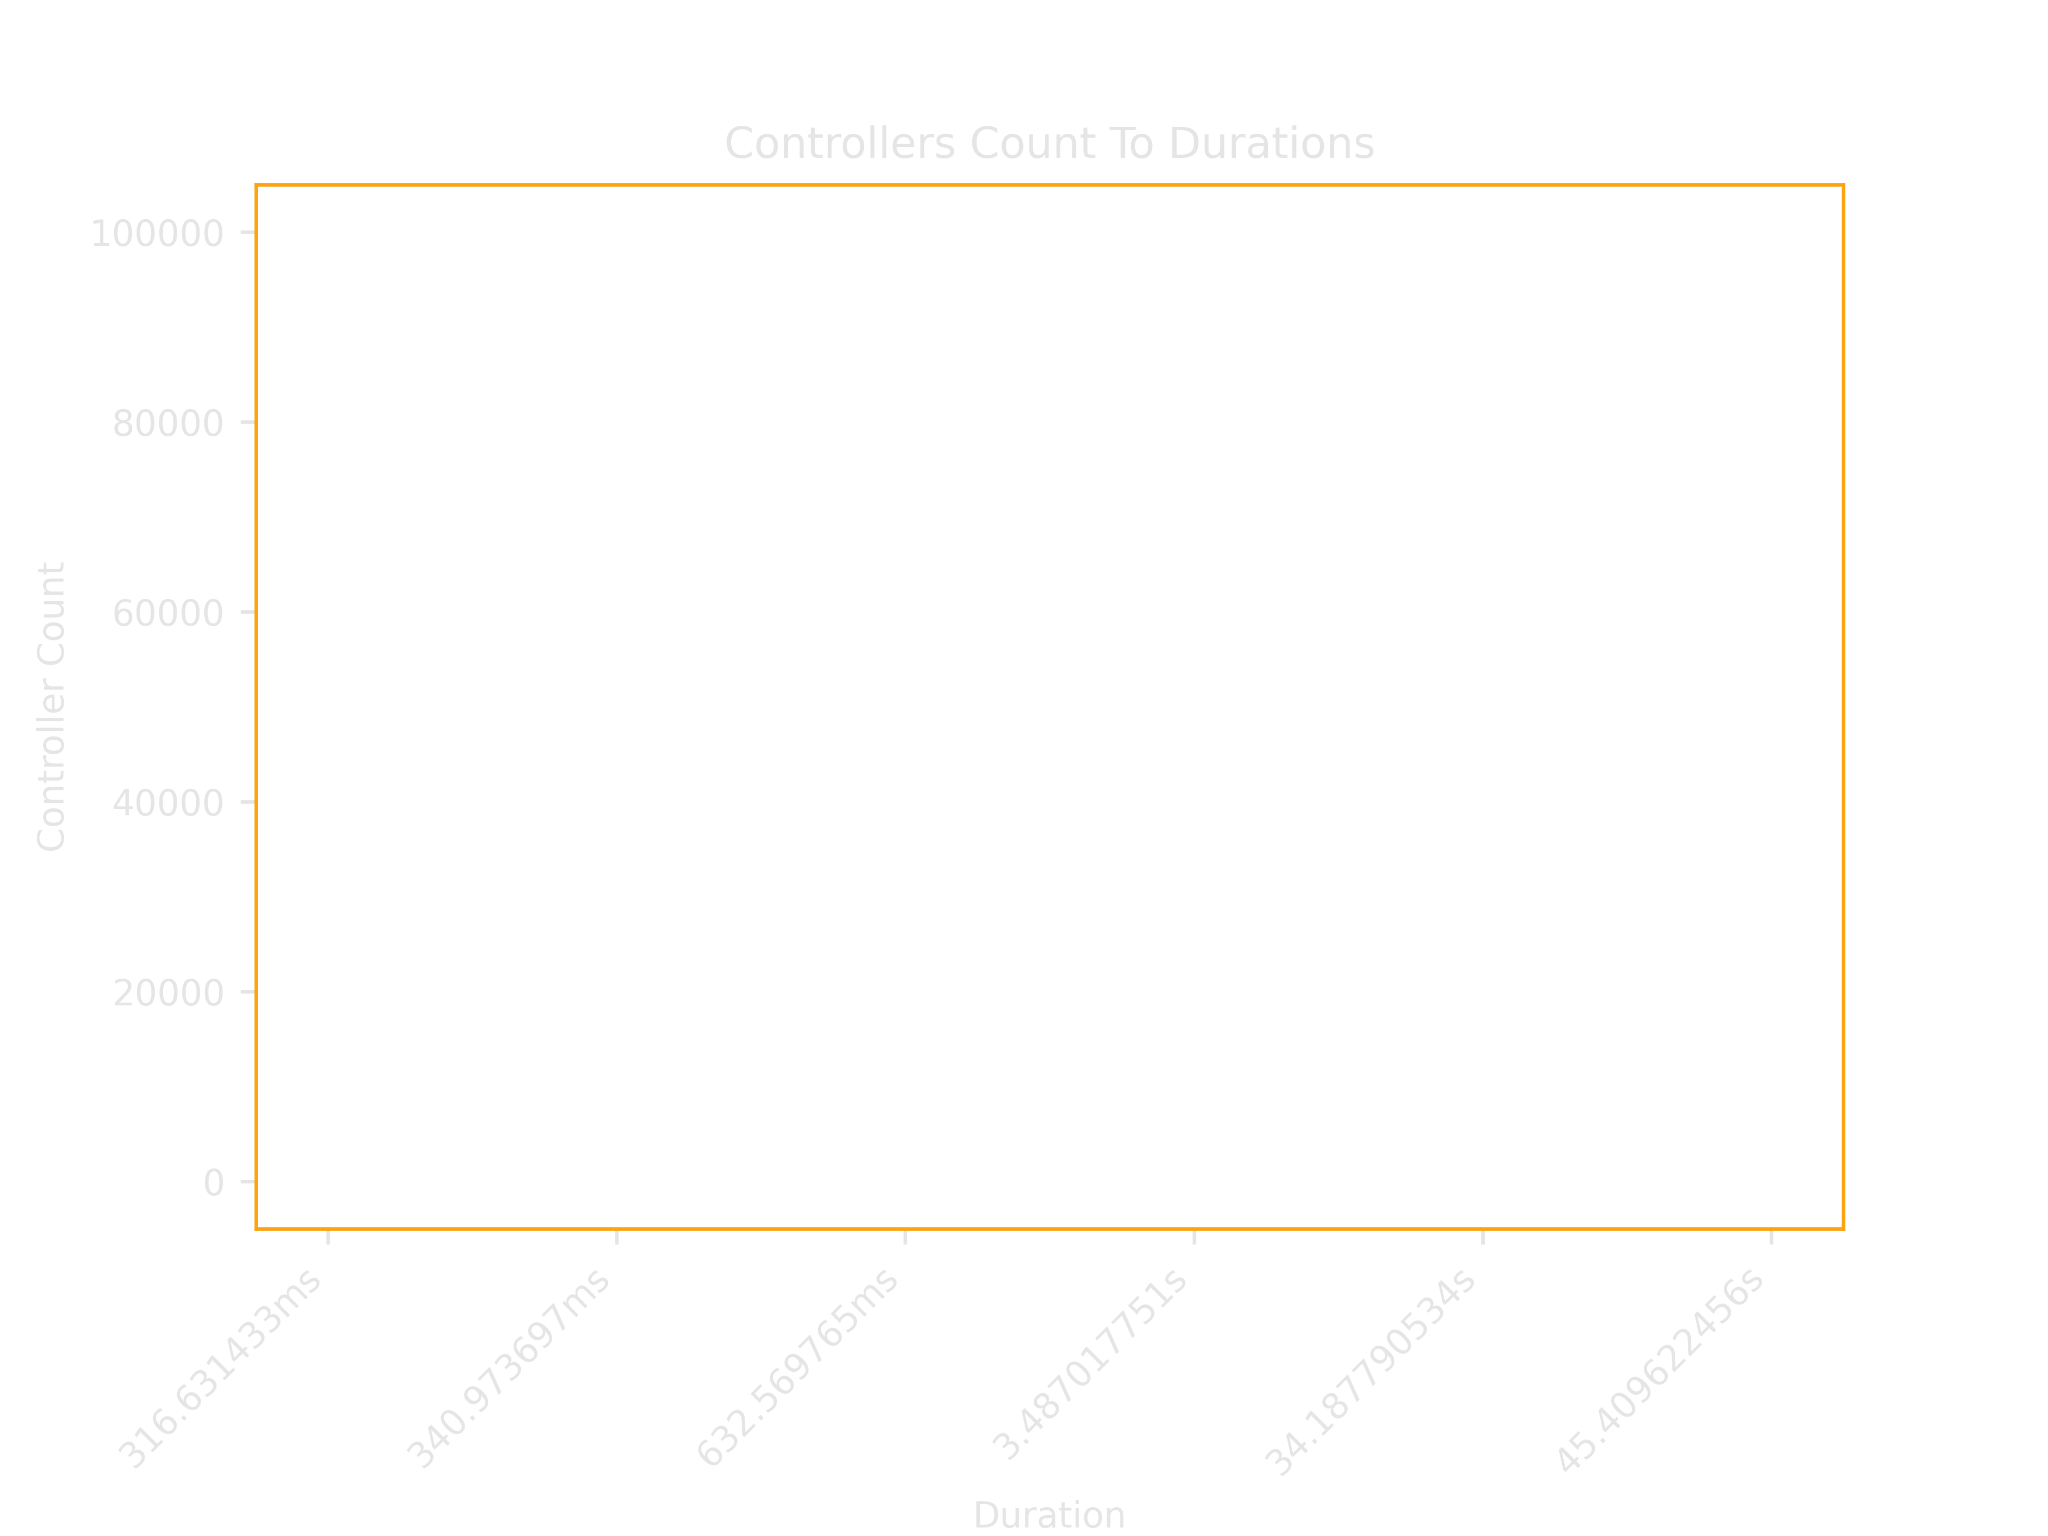 Controllers Count To Durations
100000
80000
60000
40000
20000
0
Controller Count
316.631433ms
340.973697ms
632.569765ms
3.487017751s
34.187790534s
45.409622456s
Duration